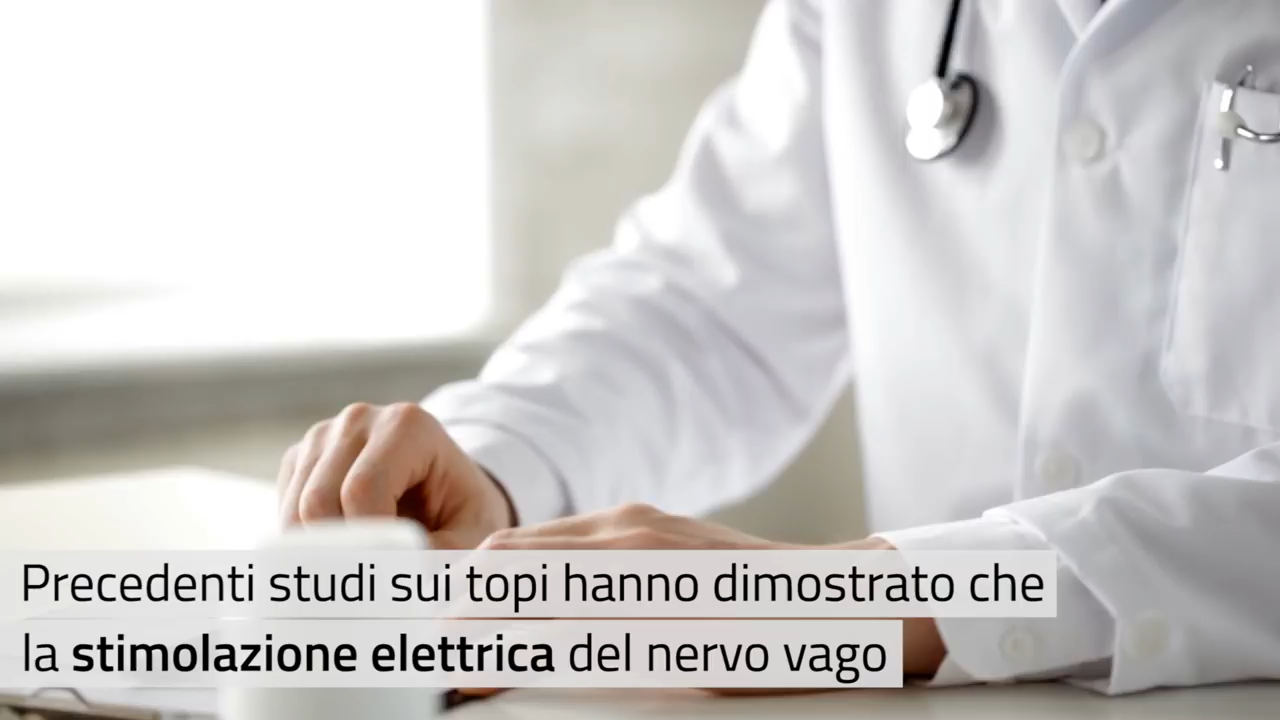 Precedenti studi sui topi hanno dimostrato che
la stimolazione elettrica del nervo vago